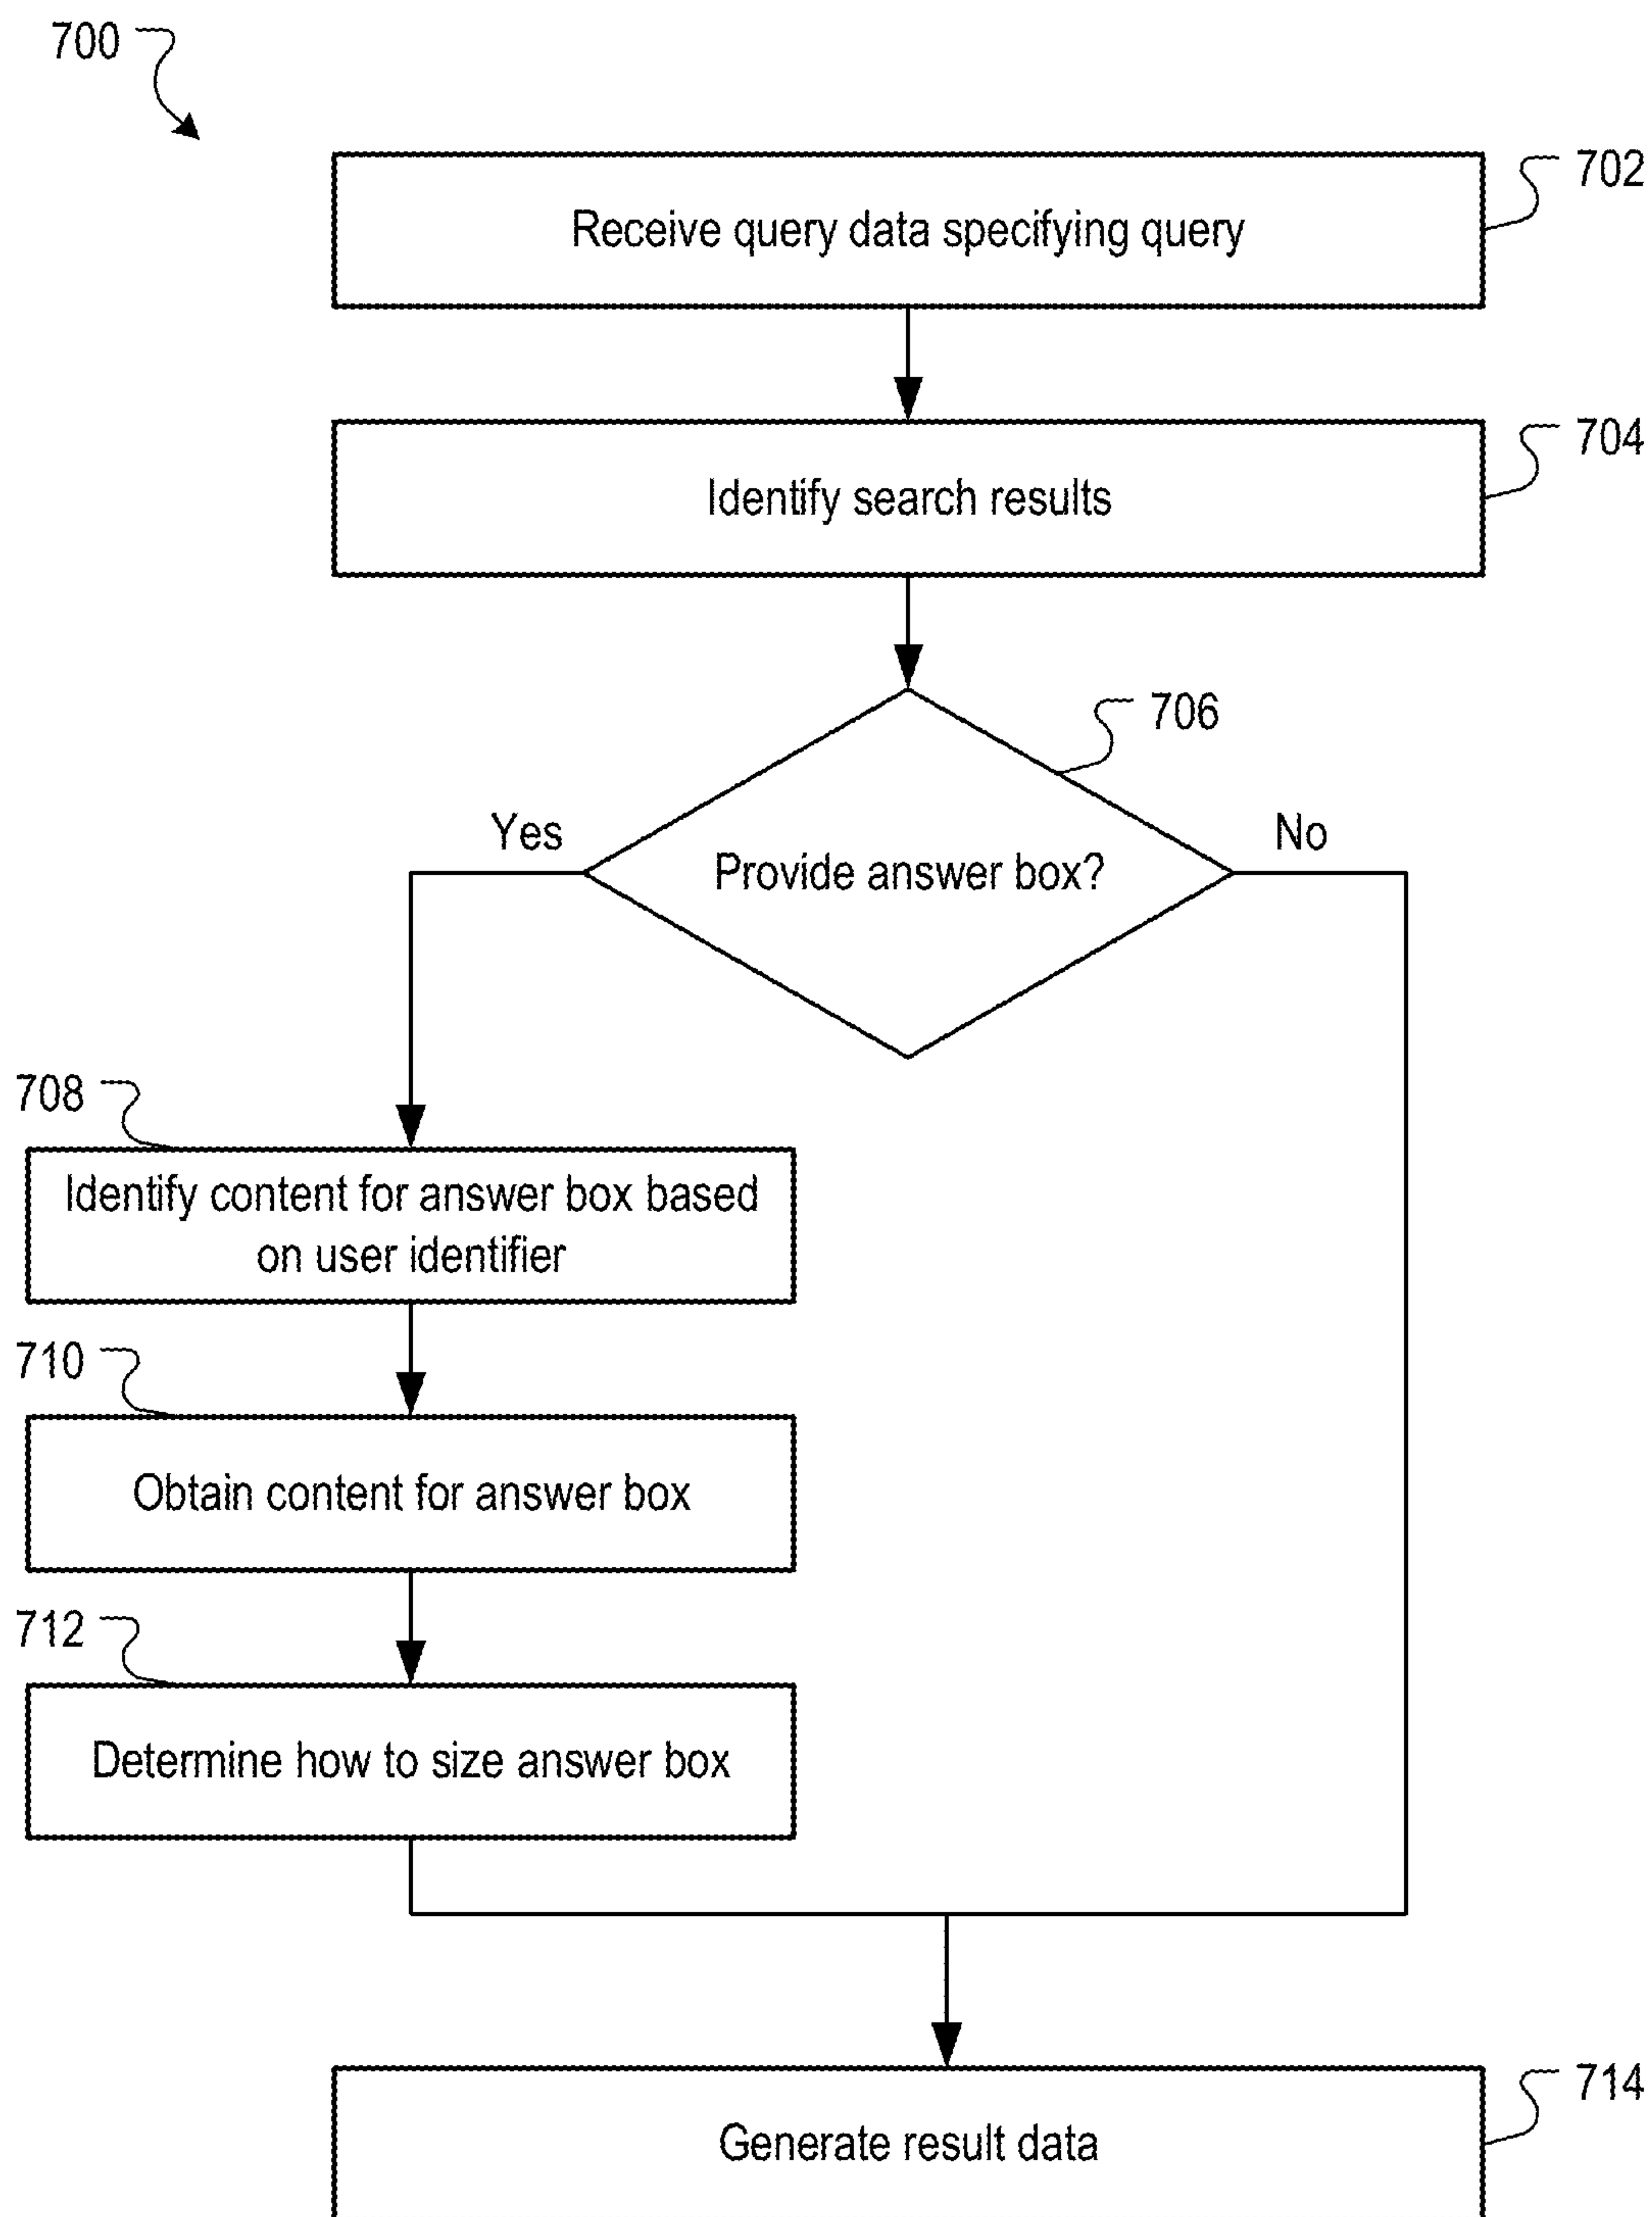 700
702
Receive query data specifying query
704
Identify search results
706
Yes
No
Provide answer box?
708
Identify content for answer box based
on user identifier
710
Obtain content for answer box
712
Determine how to size answer box
714
Generate result data